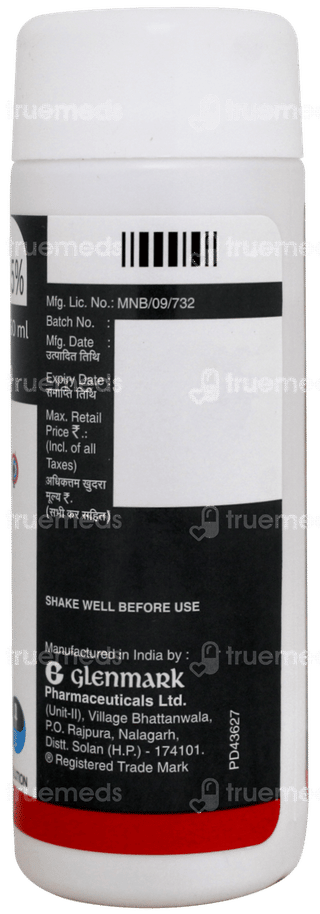 truemeds
5%
0 ml
Mfg. Lic. No.: MNB/09/732
Batch No. :
Mfg. Date :
उत्पादित तिथि
Expiry Date :
समाप्ति तिथि
Max. Retail
Price ₹.:
(Incl. of all
Taxes)
अधिकतम खुदरा
मूल्य ₹.
(सभी कर सहित)
SHAKE WELL BEFORE USE
Manufactured in India by :
G glenmark
Pharmaceuticals Ltd.
(Unit-II), Village Bhattanwala,
P.O. Rajpura, Nalagarh,
Distt. Solan (H.P.) - 174101.
® Registered Trade Mark
PD43627
UTION